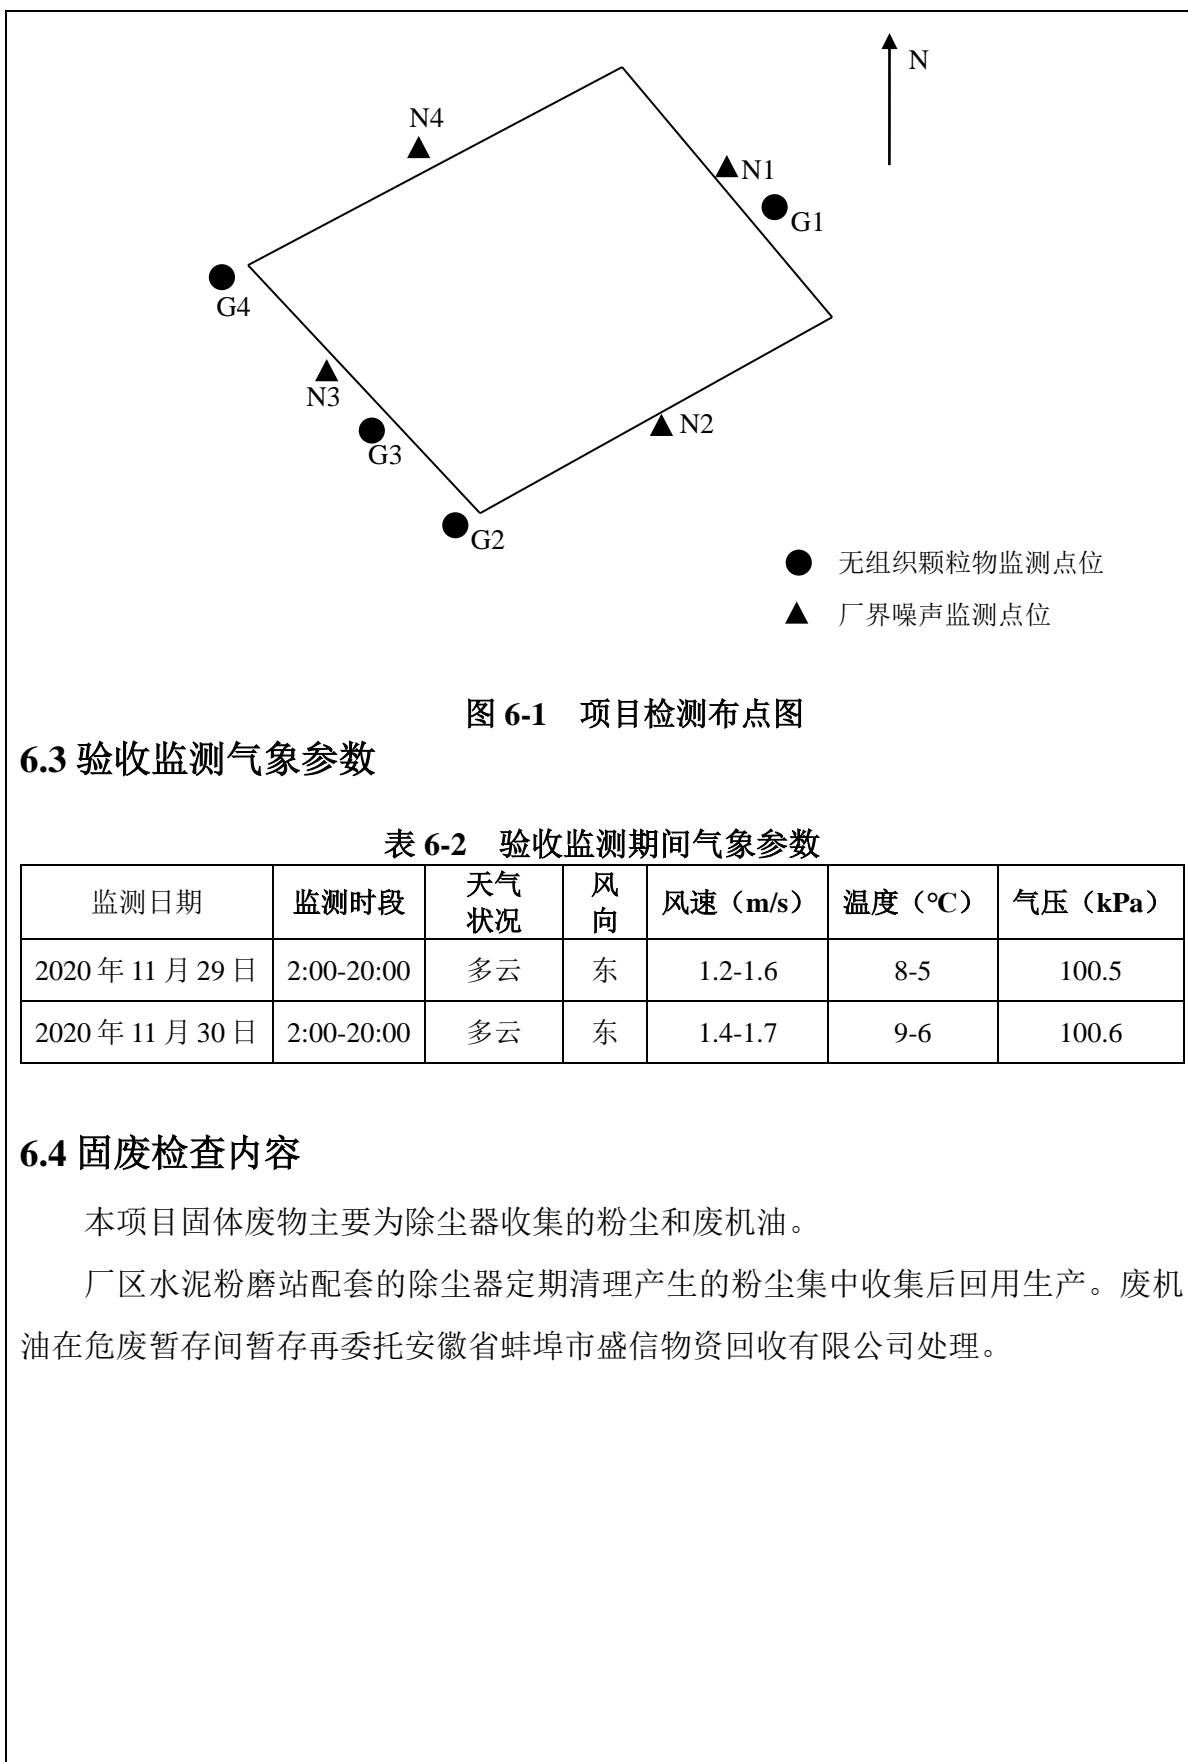 N
N4
N1
G1
G4
N3
N2
G3
G2
无组织颗粒物监测点位
厂界噪声监测点位
图 6-1 项目检测布点图
6.3 验收监测气象参数
表 6-2 验收监测期间气象参数
监测日期 监测时段 天气状况 风向 风速（m/s） 温度（℃） 气压（kPa）
2020 年 11 月 29 日 2:00-20:00 多云 东 1.2-1.6 8-5 100.5
2020 年 11 月 30 日 2:00-20:00 多云 东 1.4-1.7 9-6 100.6
6.4 固废检查内容
本项目固体废物主要为除尘器收集的粉尘和废机油。
厂区水泥粉磨站配套的除尘器定期清理产生的粉尘集中收集后回用生产。废机
油在危废暂存间暂存再委托安徽省蚌埠市盛信物资回收有限公司处理。